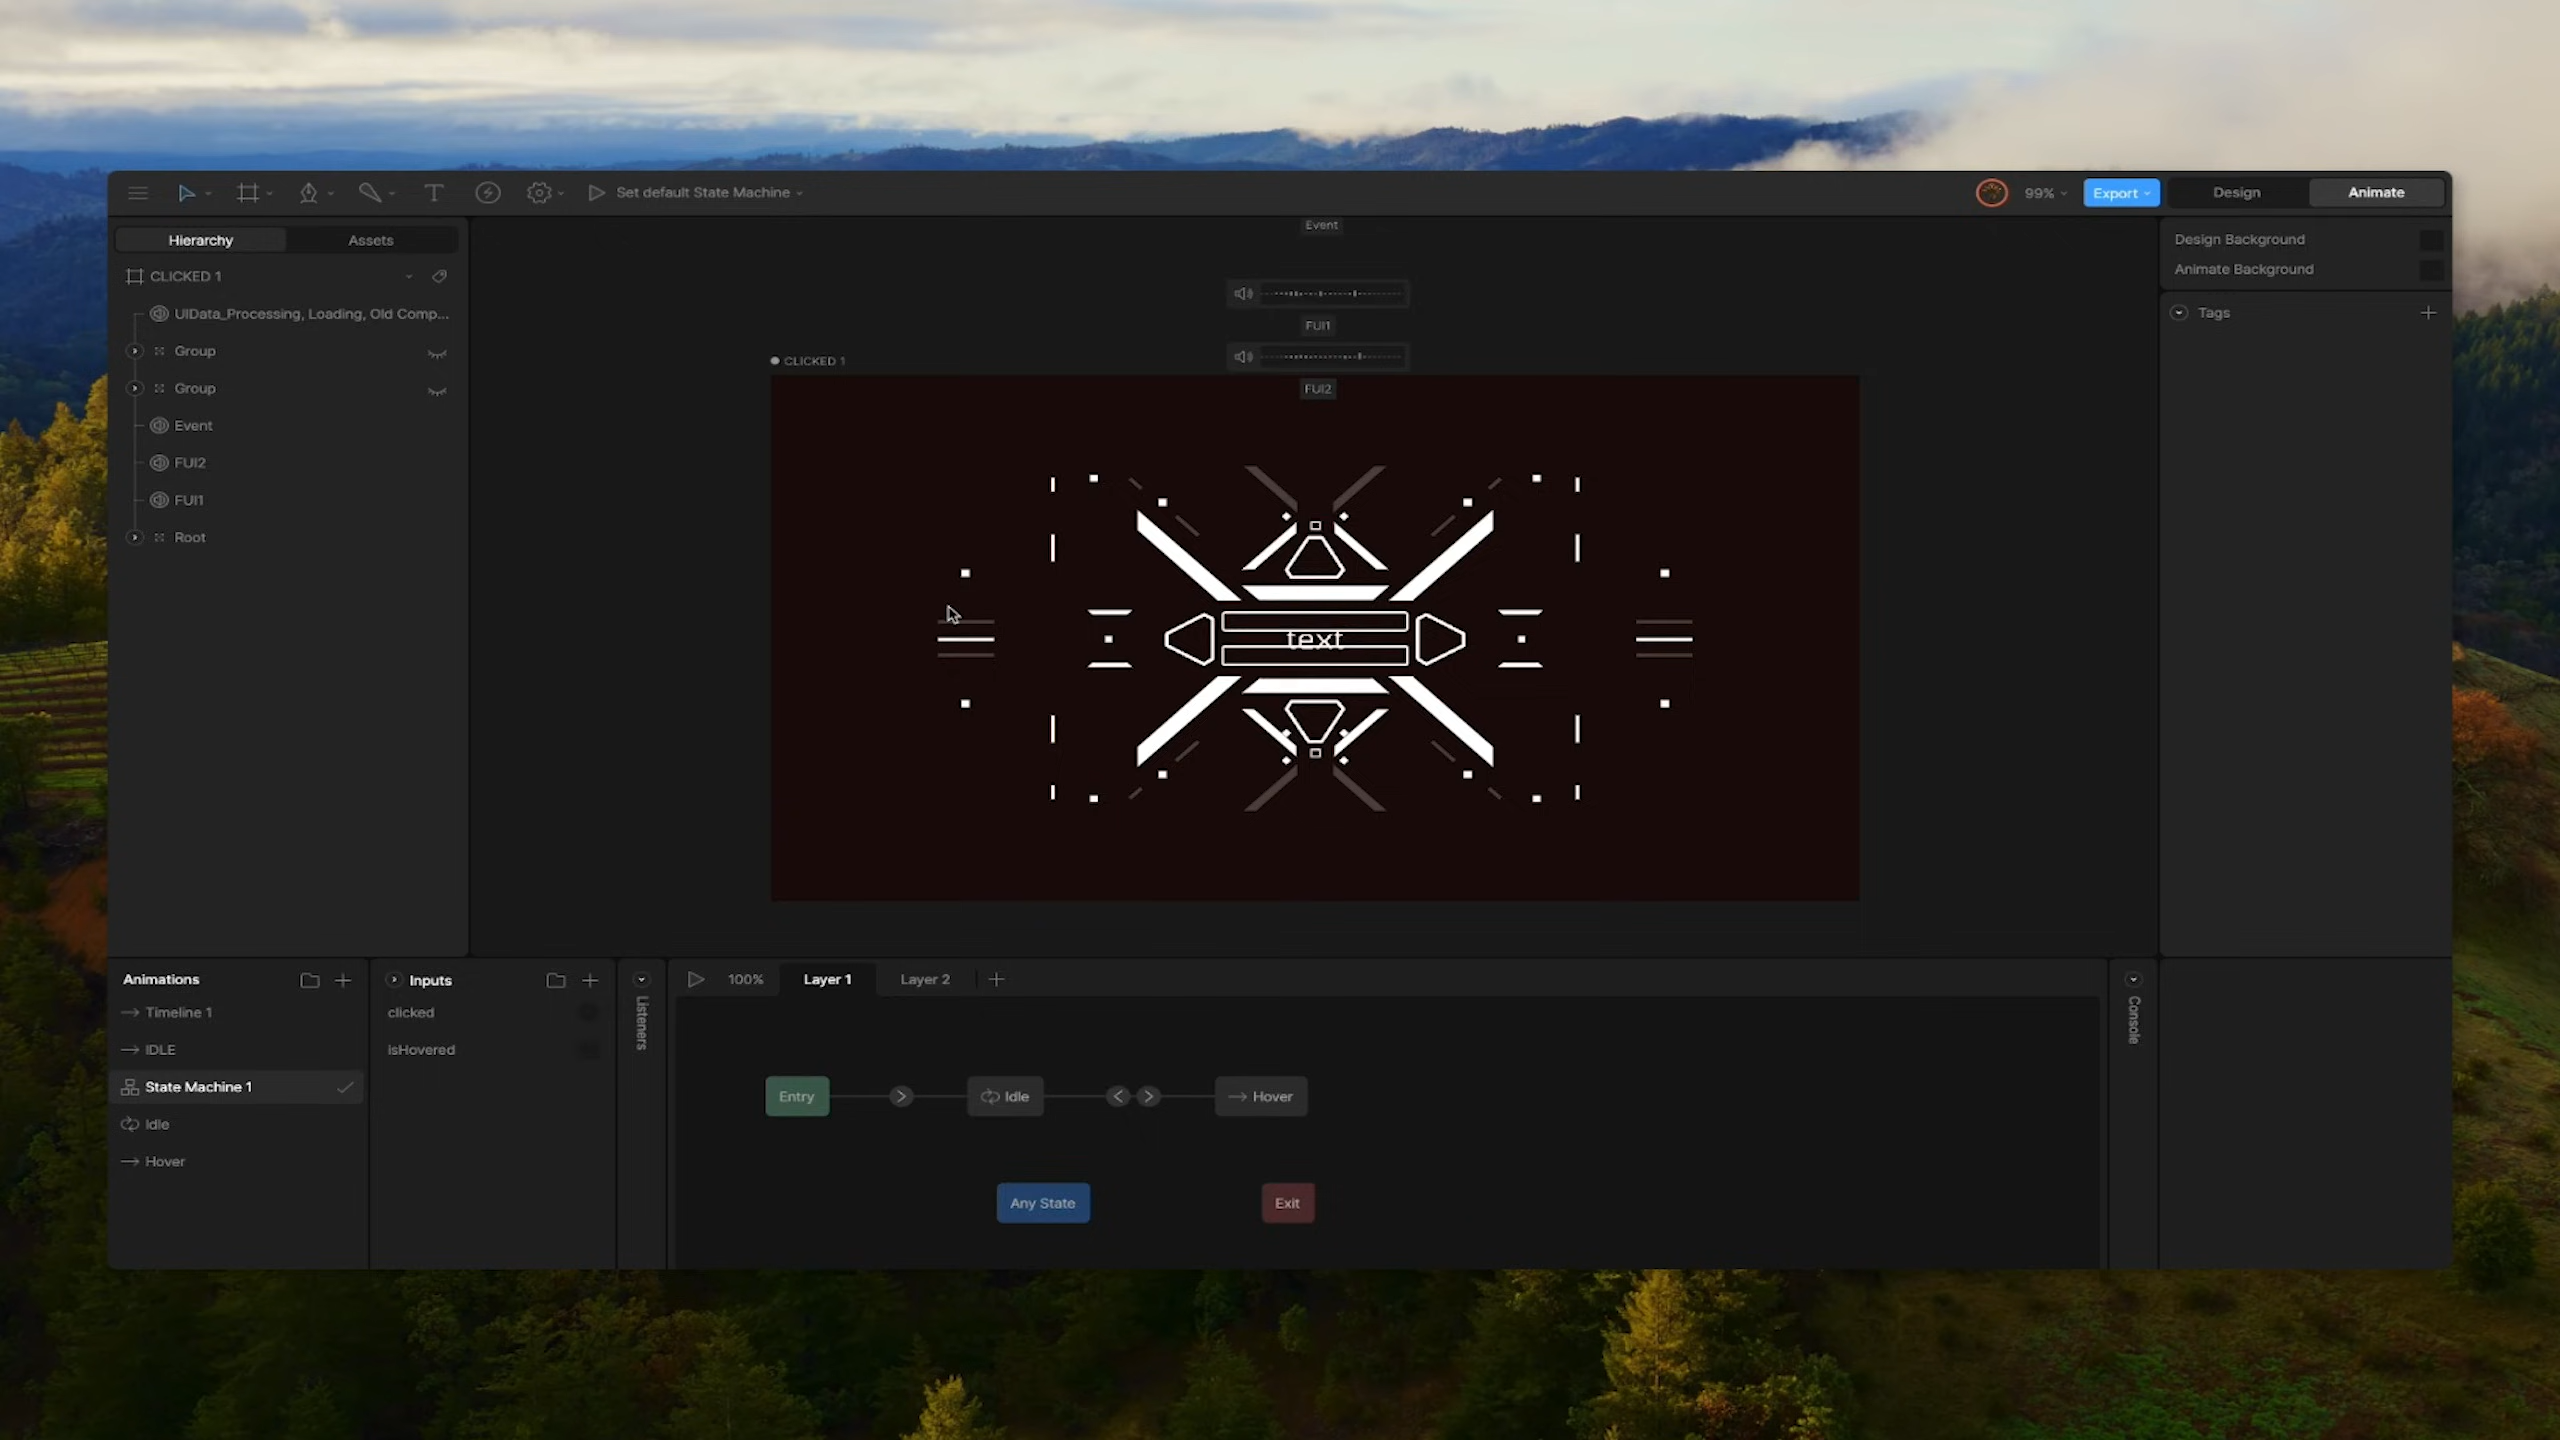 Set default State Machine
99%
Export
Design
Animate
Hierarchy
Assets
CLICKED 1
UIData_Processing, Loading, Old Comp...
Group
Group
Event
FUI2
FUI1
Root
Event
FUI1
CLICKED 1
FUI2
text
Design Background
Animate Background
Tags
Animations
Timeline 1
IDLE
State Machine 1
Idle
Hover
Inputs
clicked
isHovered
Listeners
100%
Layer 1
Layer 2
Entry
Idle
Hover
Any State
Exit
Console